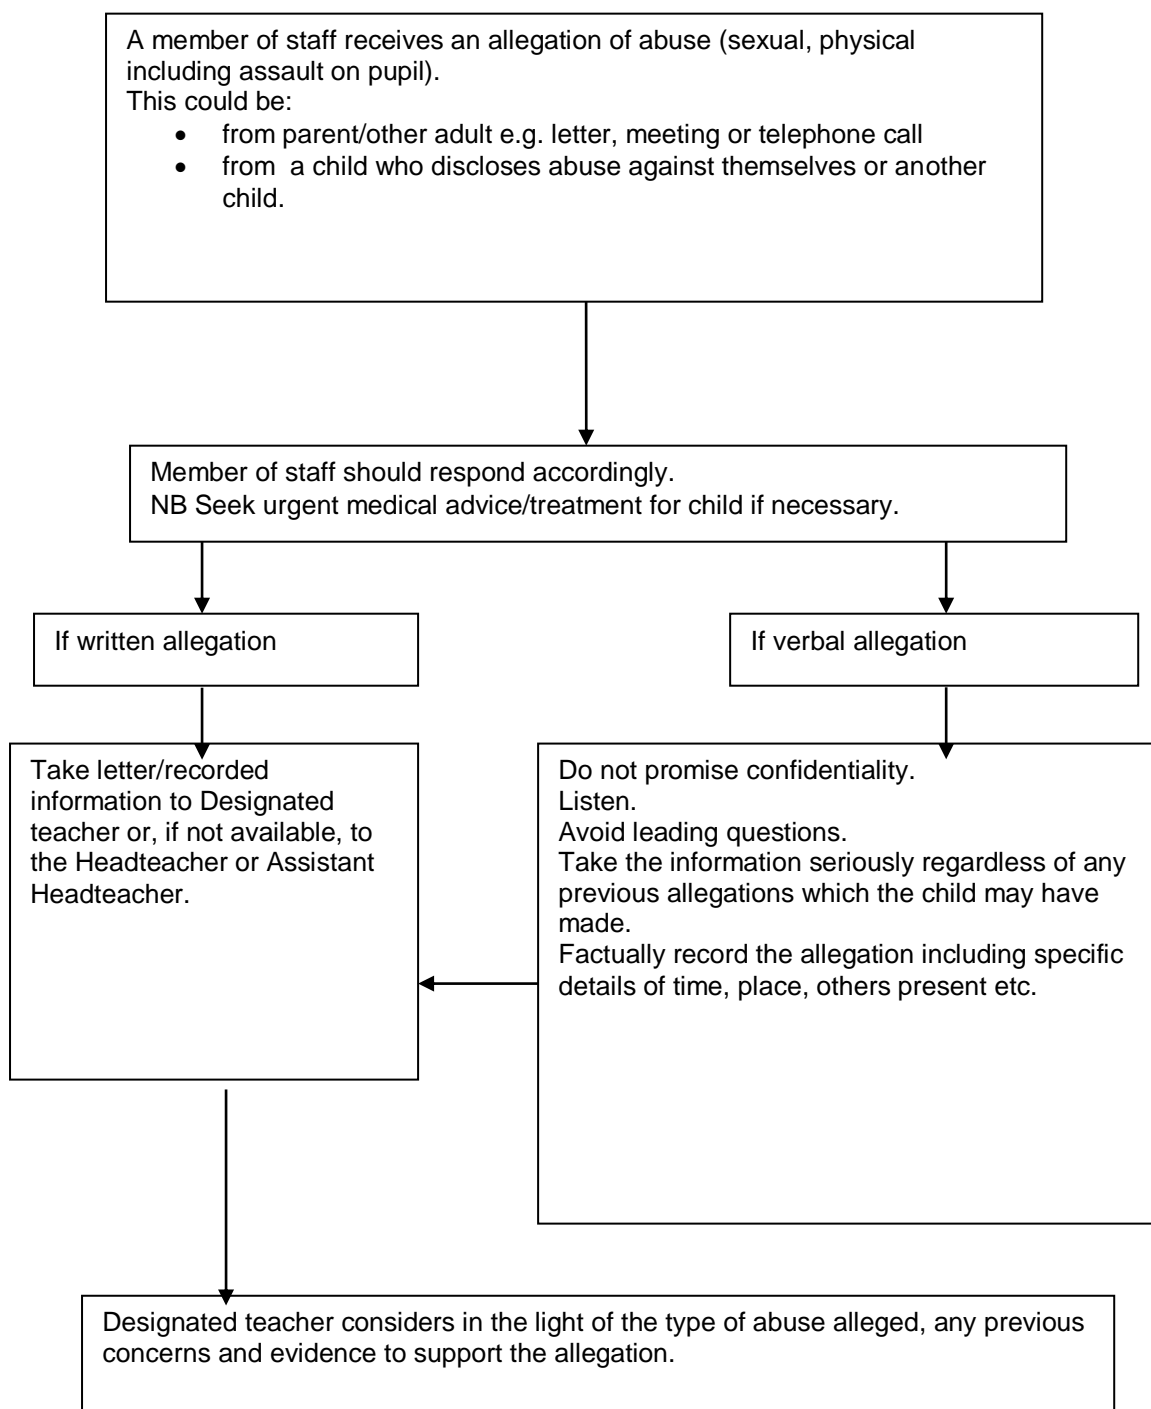 A member of staff receives an allegation of abuse (sexual, physical
including assault on pupil).
This could be:
• from parent/other adult e.g. letter, meeting or telephone call
• from  a child who discloses abuse against themselves or another
child.
Member of staff should respond accordingly.
NB Seek urgent medical advice/treatment for child if necessary.
If written allegation
If verbal allegation
Take letter/recorded
information to Designated
teacher or, if not available, to
the Headteacher or Assistant
Headteacher.
Do not promise confidentiality.
Listen.
Avoid leading questions.
Take the information seriously regardless of any
previous allegations which the child may have
made.
Factually record the allegation including specific
details of time, place, others present etc.
Designated teacher considers in the light of the type of abuse alleged, any previous
concerns and evidence to support the allegation.